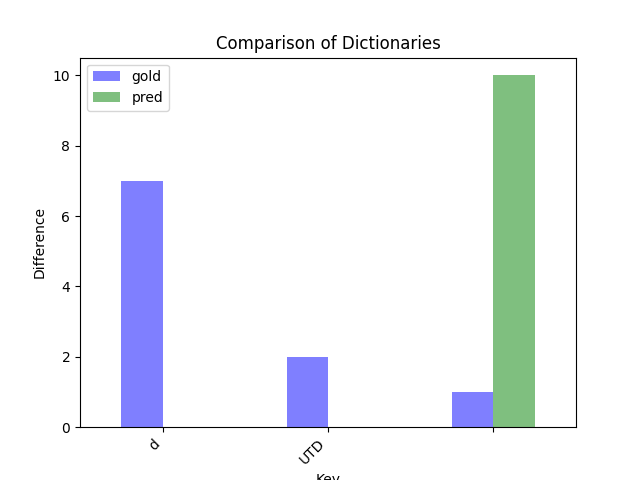 Comparison of Dictionaries
gold
pred
10
8
6
4
2
0
Difference
d
UTD
Key